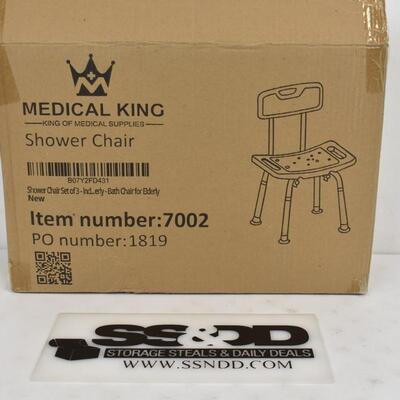 MEDICAL KING
KING OF MEDICAL SUPPLIES
Shower Chair
B07Y2FD431
Shower Chair Set of 3 - Incl...erly - Bath Chair for Elderly
New
Item number:7002
PO number:1819
SS&DD
STORAGE STEALS & DAILY DEALS
WWW.SSNDD.COM